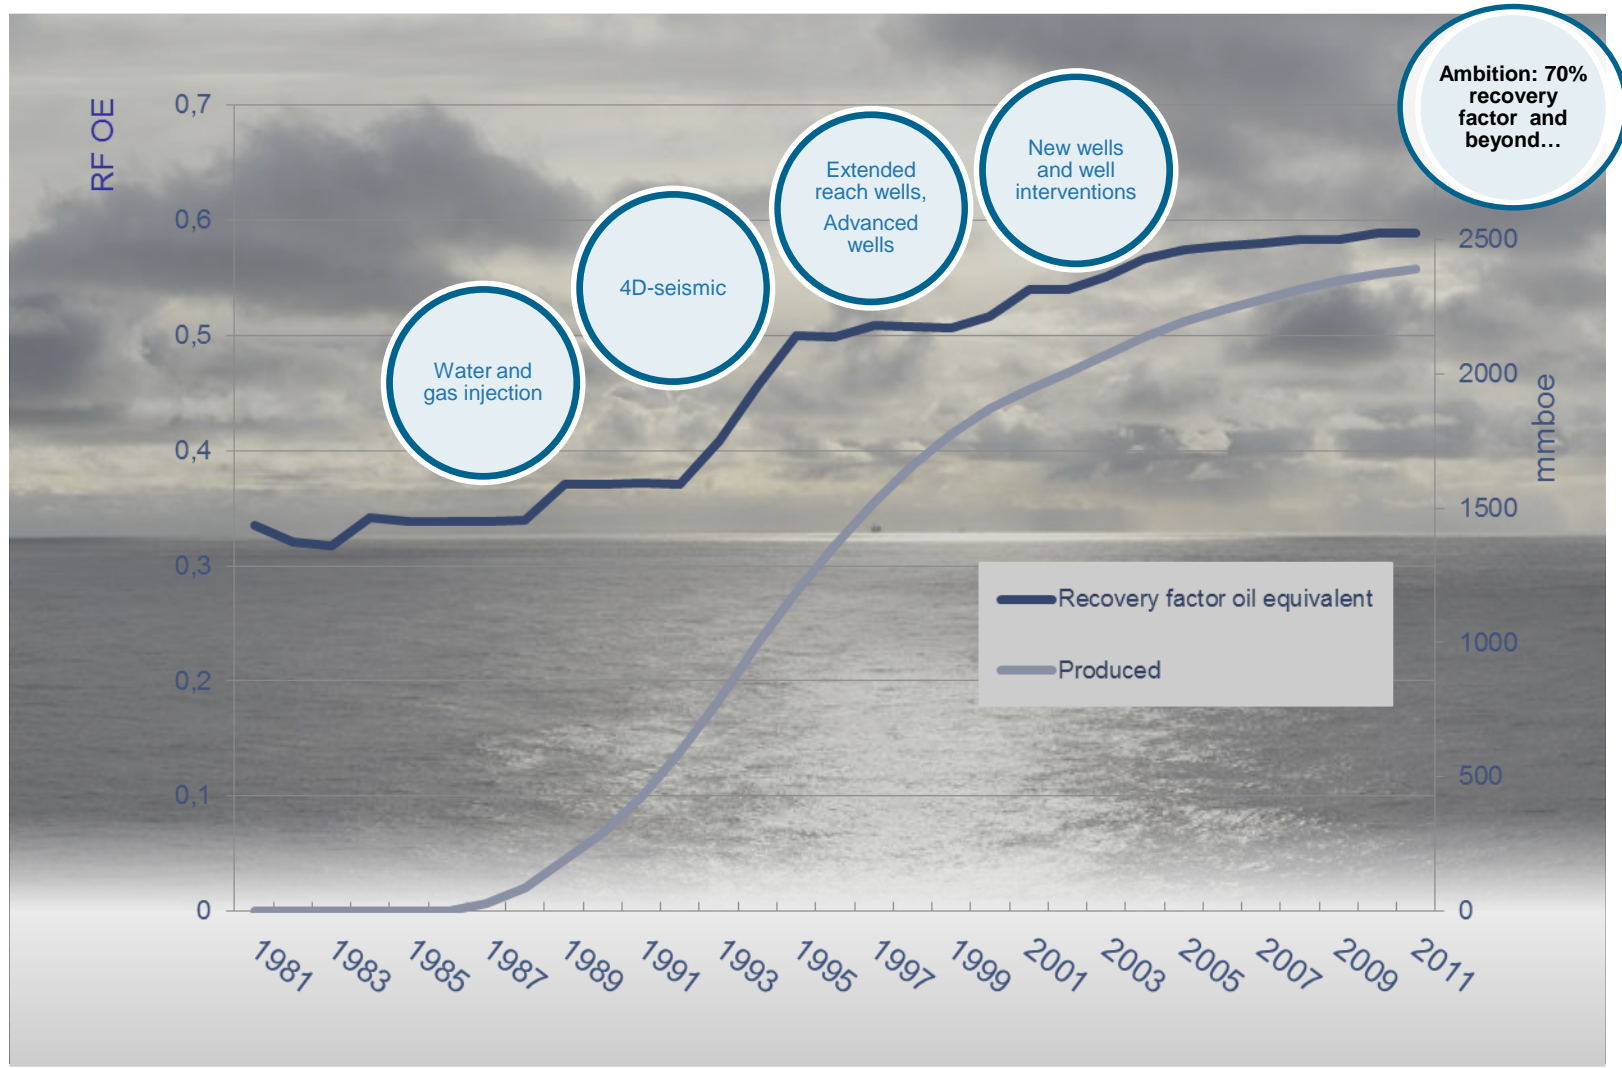 Ambition: 70%
recovery
factor and
beyond...
New wells
and well
interventions
Extended
reach wells,
Advanced
wells
4D-seismic
Water and
gas injection
RF OE
0,7
0,6
0,5
0,4
0,3
0,2
0,1
0
2500
2000
1500
1000
500
0
mmboe
Recovery factor oil equivalent
Produced
1981
1983
1985
1987
1989
1991
1993
1995
1997
1999
2001
2003
2005
2007
2009
2011